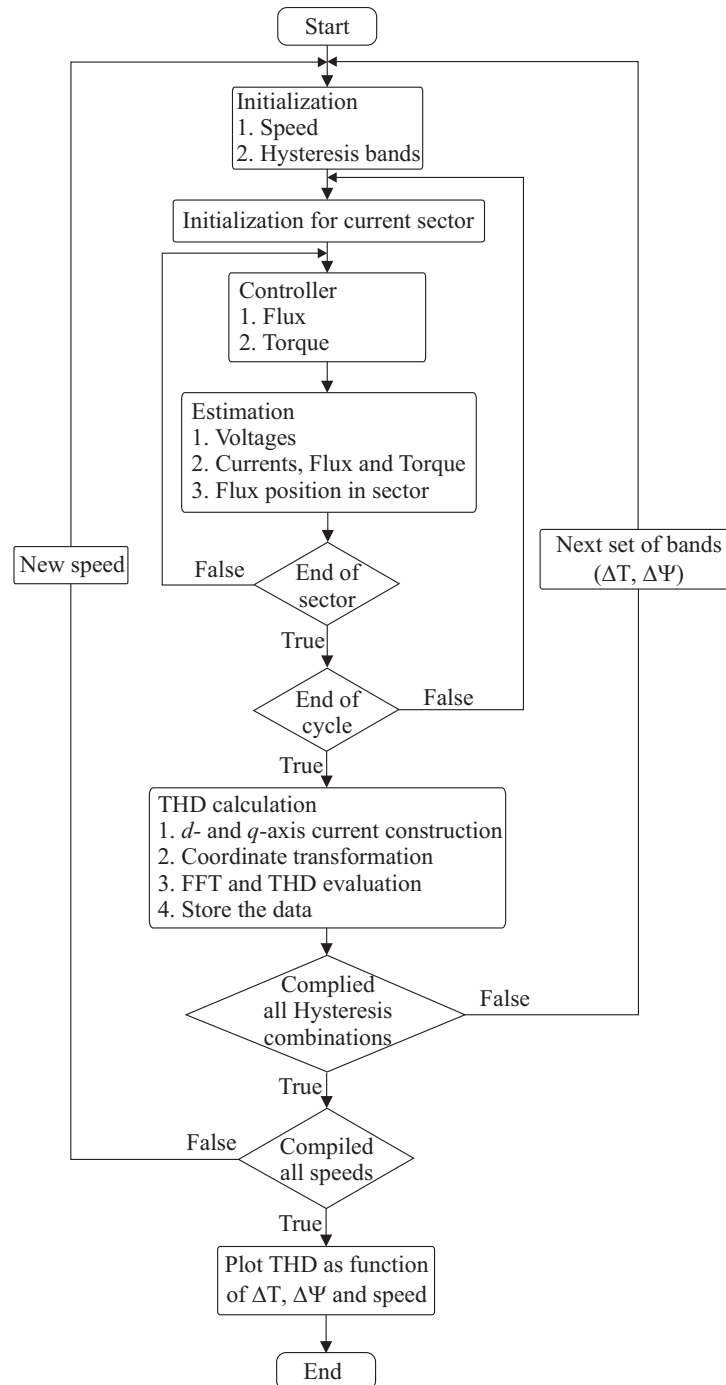 Start
Initialization
1. Speed
2. Hysteresis bands
Initialization for current sector
Controller
1. Flux
2. Torque
Estimation
1. Voltages
2. Currents, Flux and Torque
3. Flux position in sector
New speed
Next set of bands
(ΔT, ΔΨ)
False
End of
sector
True
End of
cycle
False
True
THD calculation
1. d- and q-axis current construction
2. Coordinate transformation
3. FFT and THD evaluation
4. Store the data
Complied
all Hysteresis
combinations
False
True
False
Compiled
all speeds
True
Plot THD as function
of ΔT, ΔΨ and speed
End